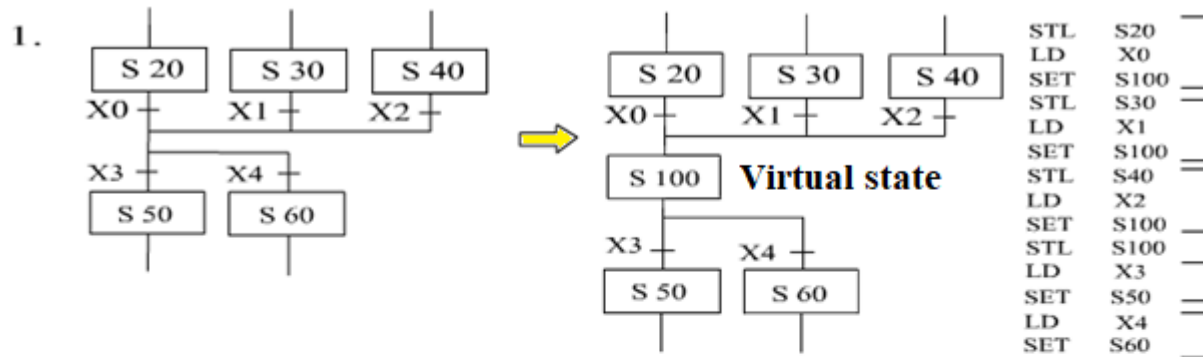 1.
S 20 S 30 S 40
X0 X1 X2
X3 X4
S 50 S 60
S 20 S 30 S 40
X0 X1 X2
S 100 Virtual state
X3 X4
S 50 S 60
STL S20
LD X0
SET S100
STL S30
LD X1
SET S100
STL S40
LD X2
SET S100
STL S100
LD X3
SET S50
LD X4
SET S60